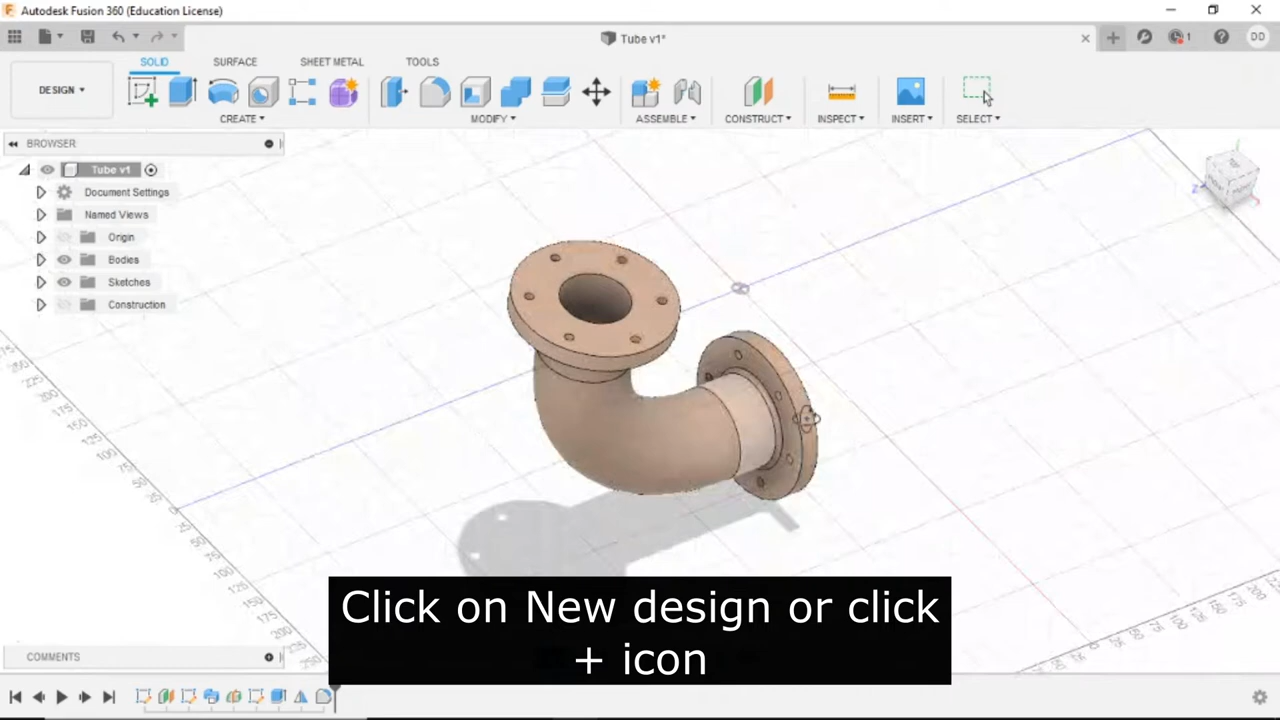 Autodesk Fusion 360 (Education License)
Tube v1*
1
DD
SOLID SURFACE SHEET METAL TOOLS
DESIGN
CREATE MODIFY ASSEMBLE CONSTRUCT INSPECT INSERT SELECT
BROWSER
Tube v1
Document Settings
Named Views
Origin
Bodies
Sketches
Construction
Click on New design or click
+ icon
COMMENTS